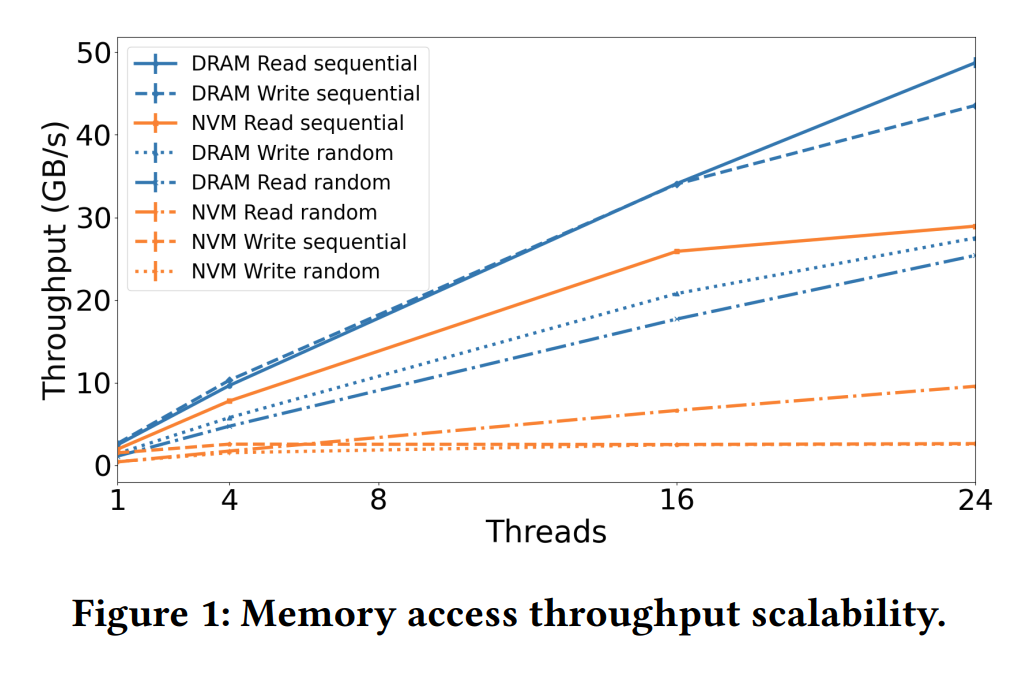 50
40
30
20
10
0
Throughput (GB/s)
DRAM Read sequential
DRAM Write sequential
NVM Read sequential
DRAM Write random
DRAM Read random
NVM Read random
NVM Write sequential
NVM Write random
1 4 8 16 24
Threads
Figure 1: Memory access throughput scalability.